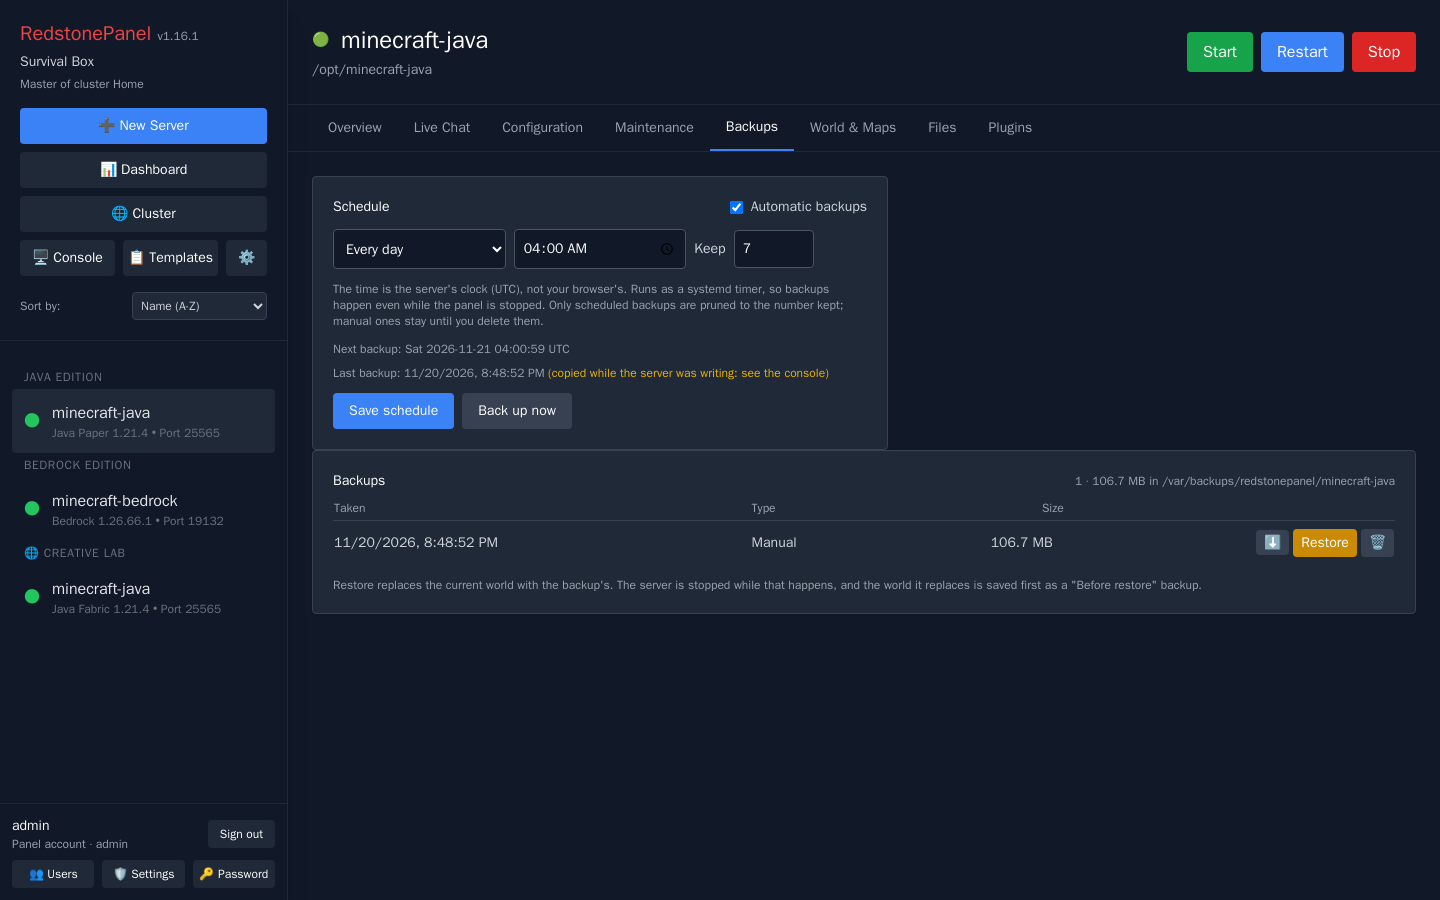 RedstonePanel v1.16.1
Survival Box
Master of cluster Home
➕ New Server
📊 Dashboard
🌐 Cluster
🖥️ Console
📋 Templates
⚙️
Sort by:
Name (A-Z)
JAVA EDITION
minecraft-java
Java Paper 1.21.4 • Port 25565
BEDROCK EDITION
minecraft-bedrock
Bedrock 1.26.66.1 • Port 19132
🌐 CREATIVE LAB
minecraft-java
Java Fabric 1.21.4 • Port 25565
admin
Panel account · admin
Sign out
👥 Users
🛡️ Settings
🔑 Password
minecraft-java
/opt/minecraft-java
Start
Restart
Stop
Overview
Live Chat
Configuration
Maintenance
Backups
World & Maps
Files
Plugins
Schedule
Automatic backups
Every day
04:00 AM
Keep
7
The time is the server's clock (UTC), not your browser's. Runs as a systemd timer, so backups
happen even while the panel is stopped. Only scheduled backups are pruned to the number kept;
manual ones stay until you delete them.
Next backup: Sat 2026-11-21 04:00:59 UTC
Last backup: 11/20/2026, 8:48:52 PM (copied while the server was writing: see the console)
Save schedule
Back up now
Backups
1 · 106.7 MB in /var/backups/redstonepanel/minecraft-java
Taken
Type
Size
11/20/2026, 8:48:52 PM
Manual
106.7 MB
⬇️
Restore
🗑️
Restore replaces the current world with the backup's. The server is stopped while that happens, and the world it replaces is saved first as a "Before restore" backup.